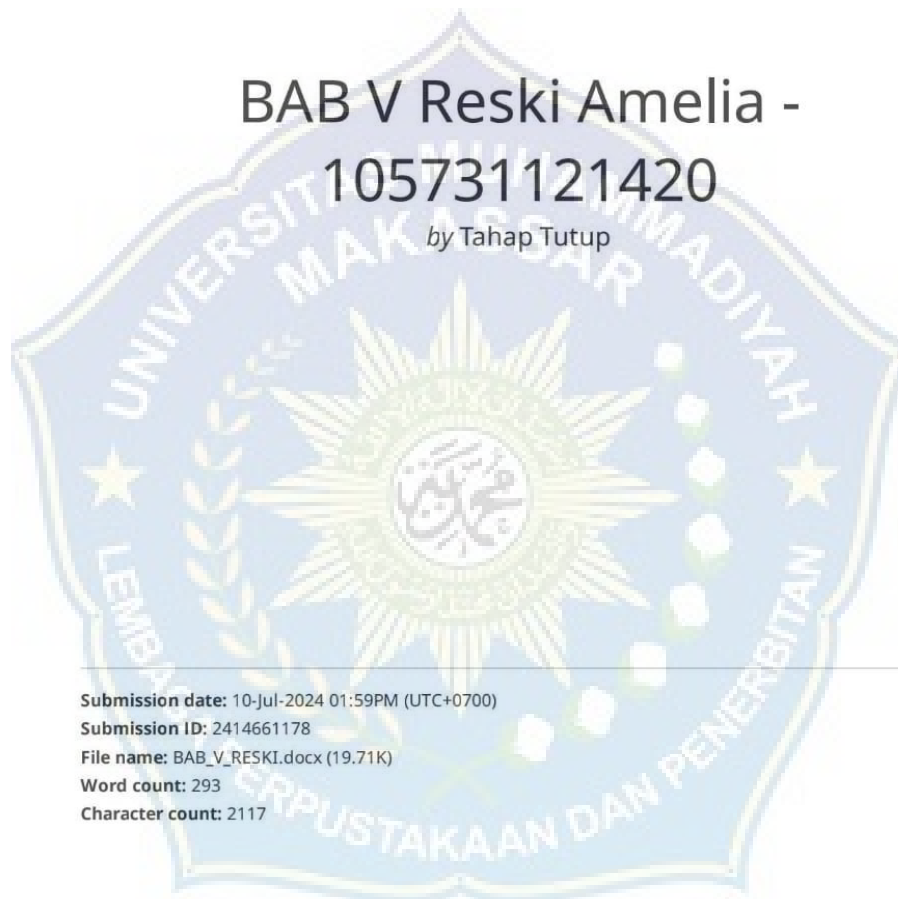 BAB V Reski Amelia -
105731121420
by Tahap Tutup
UNIVERSITAS MUHAMMADIYAH
MAKASSAR
LEMBAGA PERPUSTAKAAN DAN PENERBITAN
Submission date: 10-Jul-2024 01:59PM (UTC+0700)
Submission ID: 2414661178
File name: BAB_V_RESKI.docx (19.71K)
Word count: 293
Character count: 2117